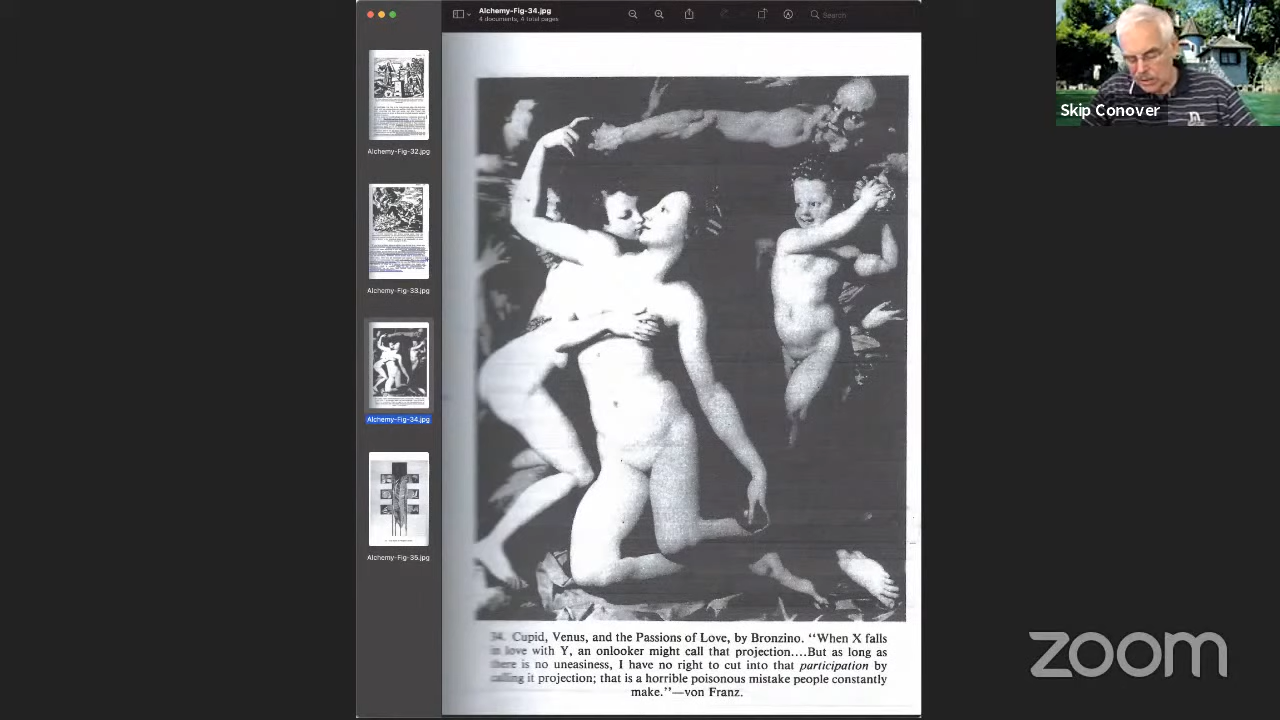 Alchemy-Fig-34.jpg
4 documents, 4 total pages
Search
Alchemy-Fig-32.jpg
Alchemy-Fig-33.jpg
Alchemy-Fig-34.jpg
Alchemy-Fig-35.jpg
34. Cupid, Venus, and the Passions of Love, by Bronzino. "When X falls
in love with Y, an onlooker might call that projection....But as long as
there is no uneasiness, I have no right to cut into that participation by
calling it projection; that is a horrible poisonous mistake people constantly
make."—von Franz.
Skip Conover
zoom